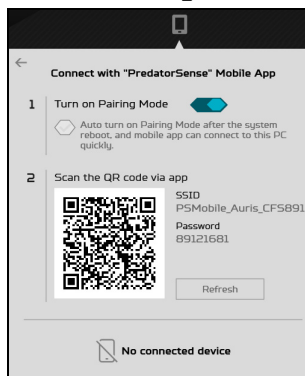 Connect with "PredatorSense" Mobile App
1 Turn on Pairing Mode
Auto turn on Pairing Mode after the system
reboot, and mobile app can connect to this PC
quickly.
2 Scan the QR code via app
SSID
PSMobile_Auris_CFS891
Password
89121681
Refresh
No connected device